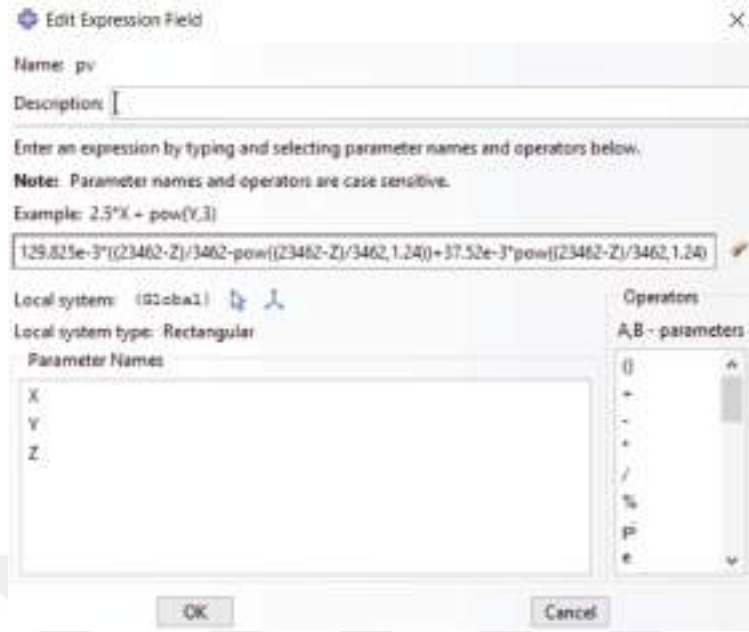 Edit Expression Field
Name: pv
Description:
Enter an expression by typing and selecting parameter names and operators below.
Note: Parameter names and operators are case sensitive.
Example: 2.5*X + pow(Y,3)
129.825e-3*((23462-Z)/3462-pow((23462-Z)/3462,1.24))+37.52e-3*pow((23462-Z)/3462,1.24)
Local system: (Global)
Local system type: Rectangular
Parameter Names
X
Y
Z
Operators
A,B - parameters
()
+
-
*
/
%
pi
e
OK
Cancel